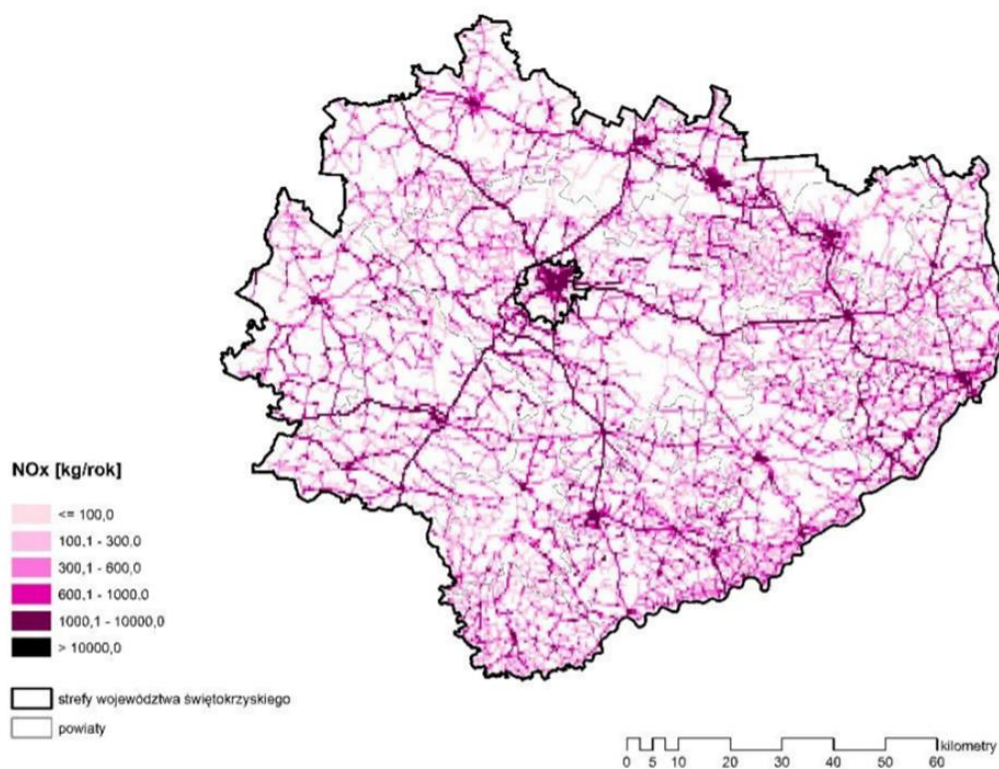 NOx [kg/rok]
<= 100,0
100,1 - 300,0
300,1 - 600,0
600,1 - 1000,0
1000,1 - 10000,0
> 10000,0
strefy województwa świętokrzyskiego
powiaty
kilometry
0 5 10 20 30 40 50 60